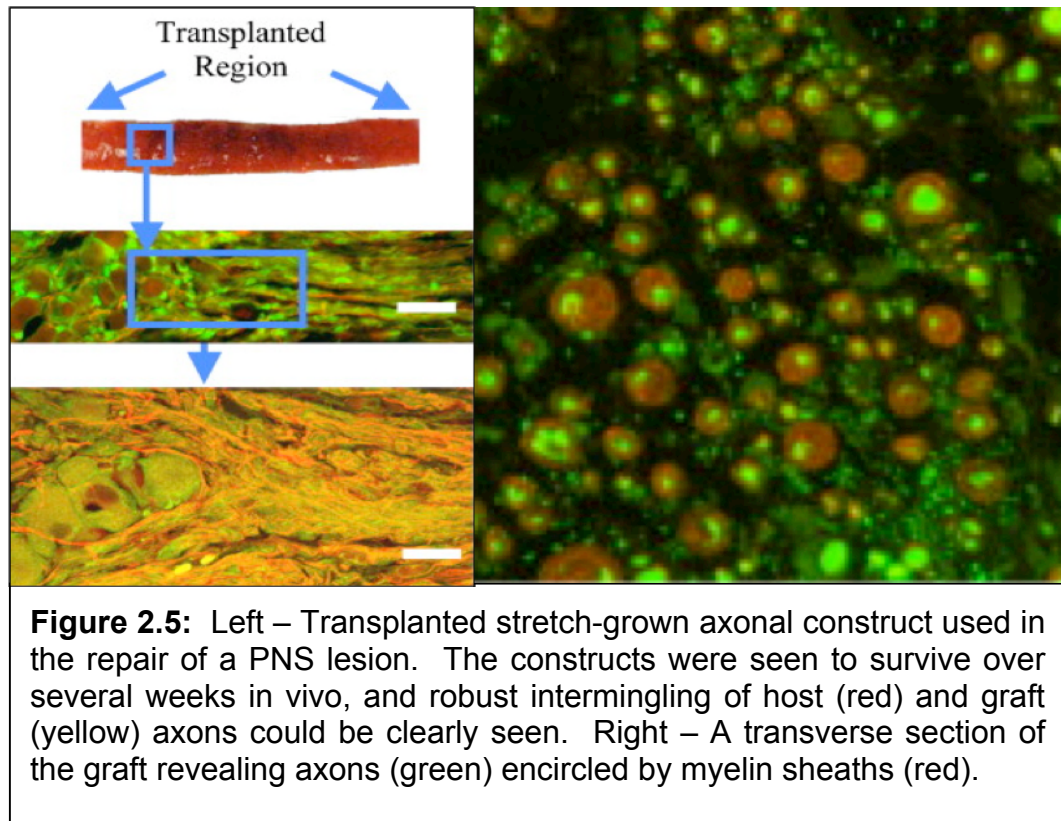 Transplanted
Region
Figure 2.5: Left – Transplanted stretch-grown axonal construct used in
the repair of a PNS lesion. The constructs were seen to survive over
several weeks in vivo, and robust intermingling of host (red) and graft
(yellow) axons could be clearly seen. Right – A transverse section of
the graft revealing axons (green) encircled by myelin sheaths (red).